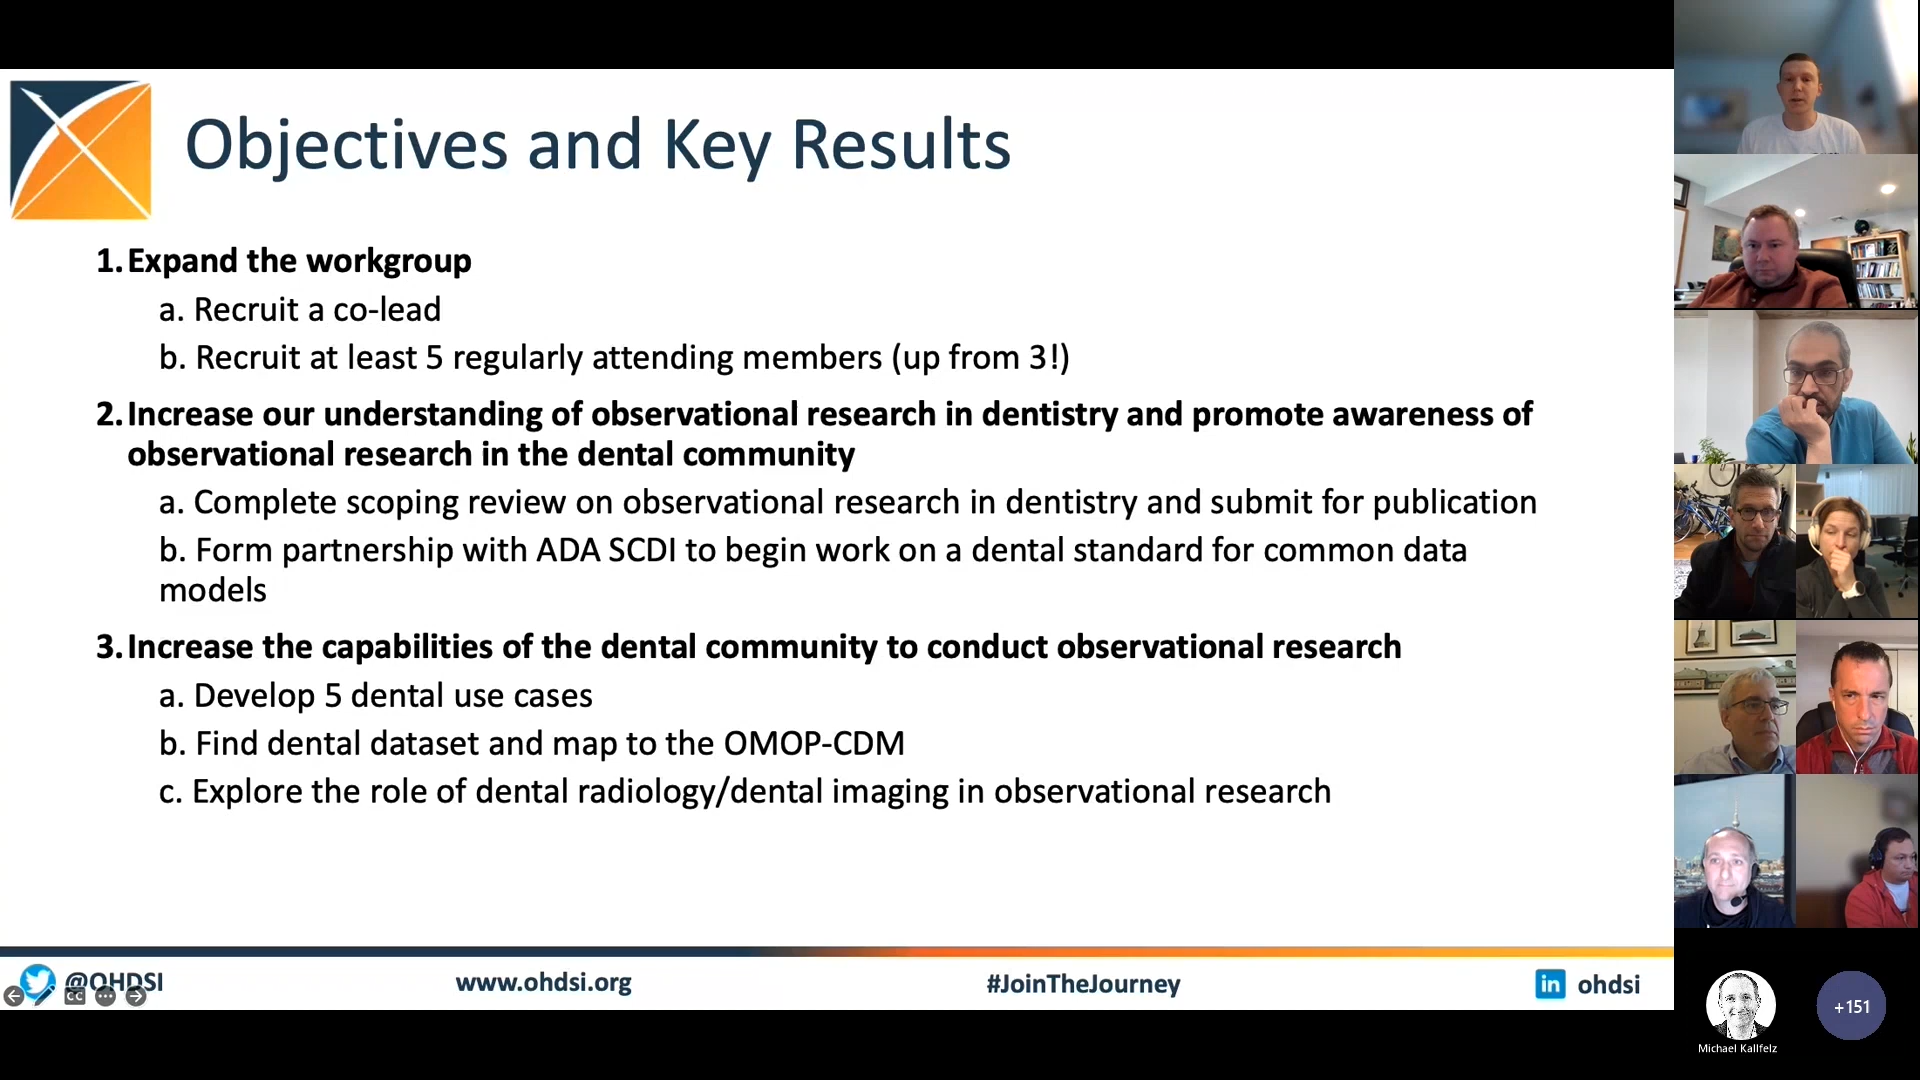 Objectives and Key Results
1. Expand the workgroup
a. Recruit a co-lead
b. Recruit at least 5 regularly attending members (up from 3!)
2. Increase our understanding of observational research in dentistry and promote awareness of
observational research in the dental community
a. Complete scoping review on observational research in dentistry and submit for publication
b. Form partnership with ADA SCDI to begin work on a dental standard for common data
models
3. Increase the capabilities of the dental community to conduct observational research
a. Develop 5 dental use cases
b. Find dental dataset and map to the OMOP-CDM
c. Explore the role of dental radiology/dental imaging in observational research
@OHDSI
www.ohdsi.org
#JoinTheJourney
in ohdsi
CC
+151
Michael Kallfelz